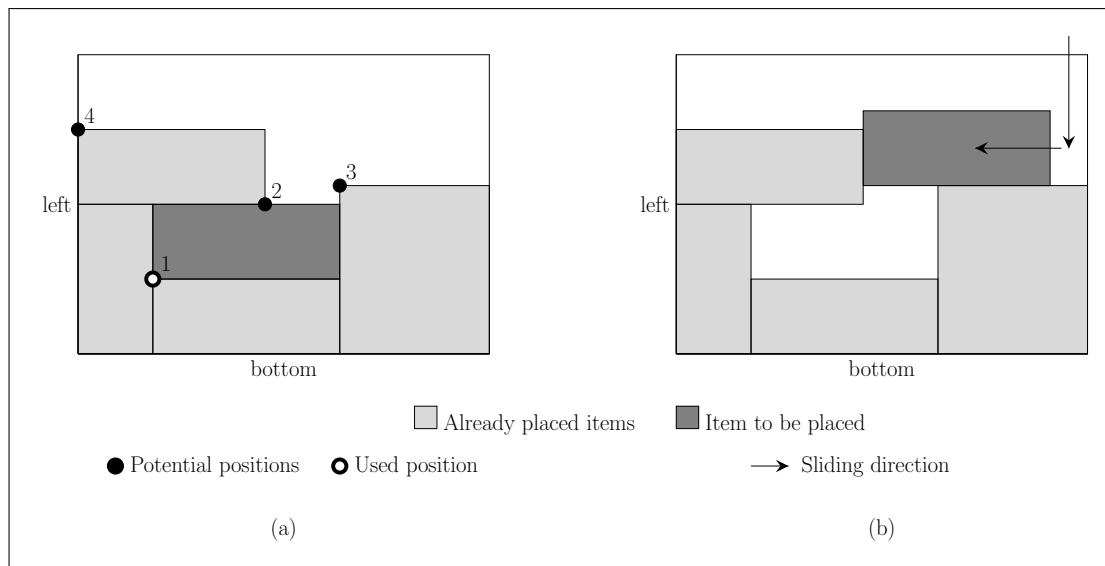 4
3
2
left
1
bottom
left
bottom
Already placed items
Item to be placed
Potential positions
Used position
Sliding direction
(a)
(b)